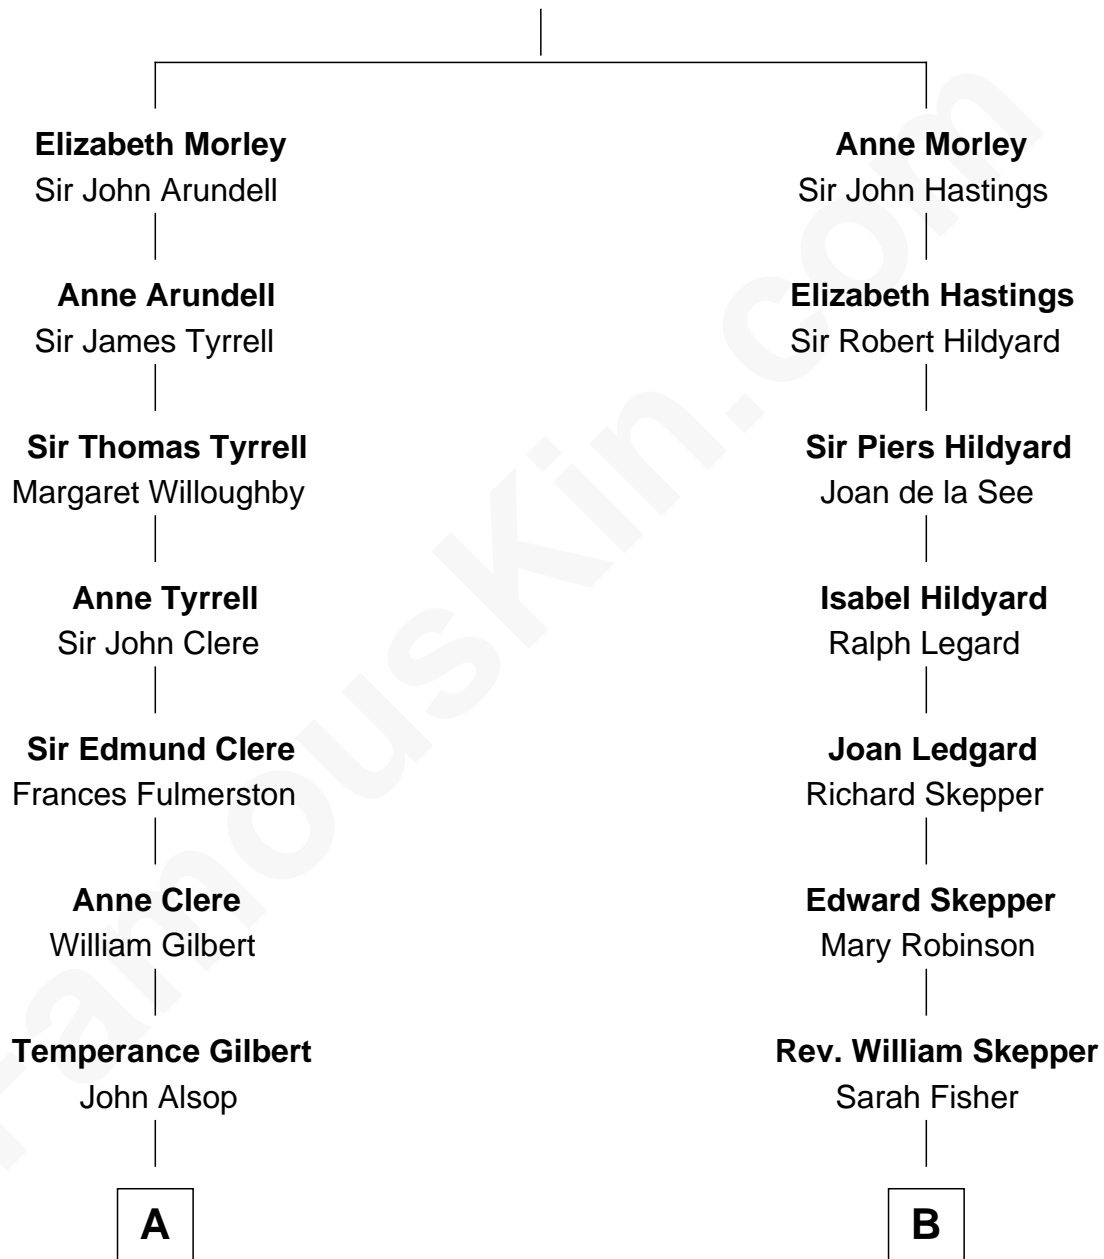 Elizabeth Morley
Sir John Arundell
Anne Arundell
Sir James Tyrrell
Sir Thomas Tyrrell
Margaret Willoughby
Anne Tyrrell
Sir John Clere
Sir Edmund Clere
Frances Fulmerston
Anne Clere
William Gilbert
Temperance Gilbert
John Alsop
A
Anne Morley
Sir John Hastings
Elizabeth Hastings
Sir Robert Hildyard
Sir Piers Hildyard
Joan de la See
Isabel Hildyard
Ralph Legard
Joan Ledgard
Richard Skepper
Edward Skepper
Mary Robinson
Rev. William Skepper
Sarah Fisher
B
FamousKin.com